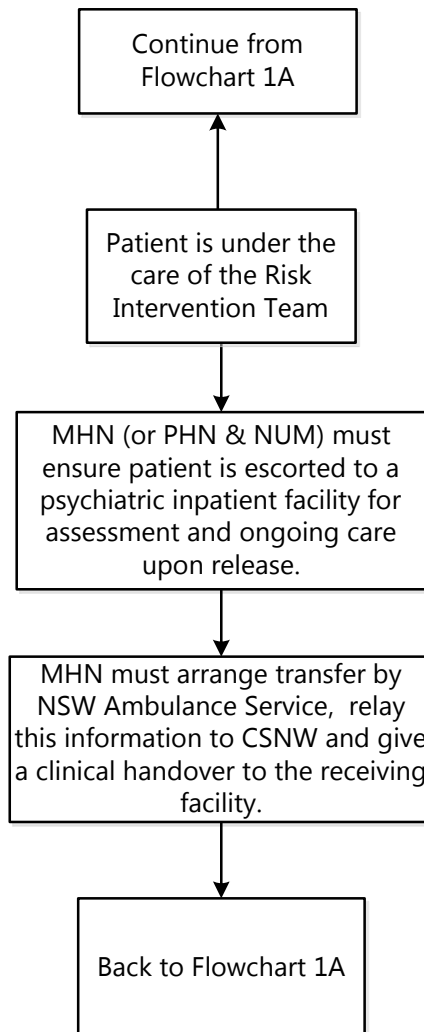 Continue from
Flowchart 1A
Patient is under the
care of the Risk
Intervention Team
MHN (or PHN & NUM) must
ensure patient is escorted to a
psychiatric inpatient facility for
assessment and ongoing care
upon release.
MHN must arrange transfer by
NSW Ambulance Service,  relay
this information to CSNW and give
a clinical handover to the receiving
facility.
Back to Flowchart 1A